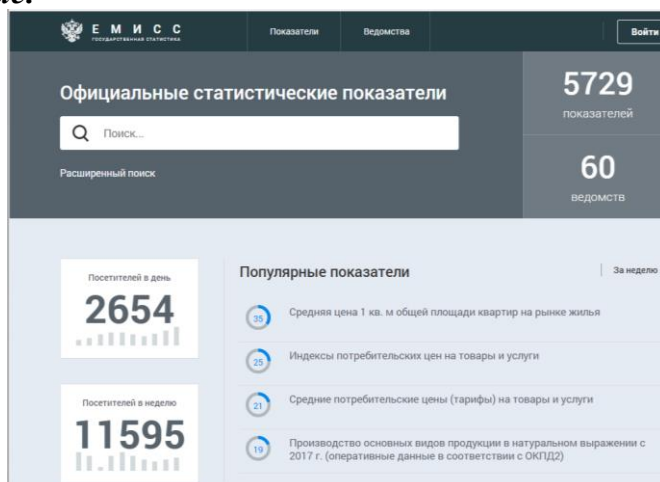 ЕМИСС
ГОСУДАРСТВЕННАЯ СТАТИСТИКА
Показатели
Ведомства
Войти
Официальные статистические показатели
Поиск...
Расширенный поиск
5729
показателей
60
ведомств
Посетителей в день
2654
Посетителей в неделю
11595
Популярные показатели
За неделю
35
Средняя цена 1 кв. м общей площади квартир на рынке жилья
25
Индексы потребительских цен на товары и услуги
21
Средние потребительские цены (тарифы) на товары и услуги
19
Производство основных видов продукции в натуральном выражении с
2017 г. (оперативные данные в соответствии с ОКПД2)